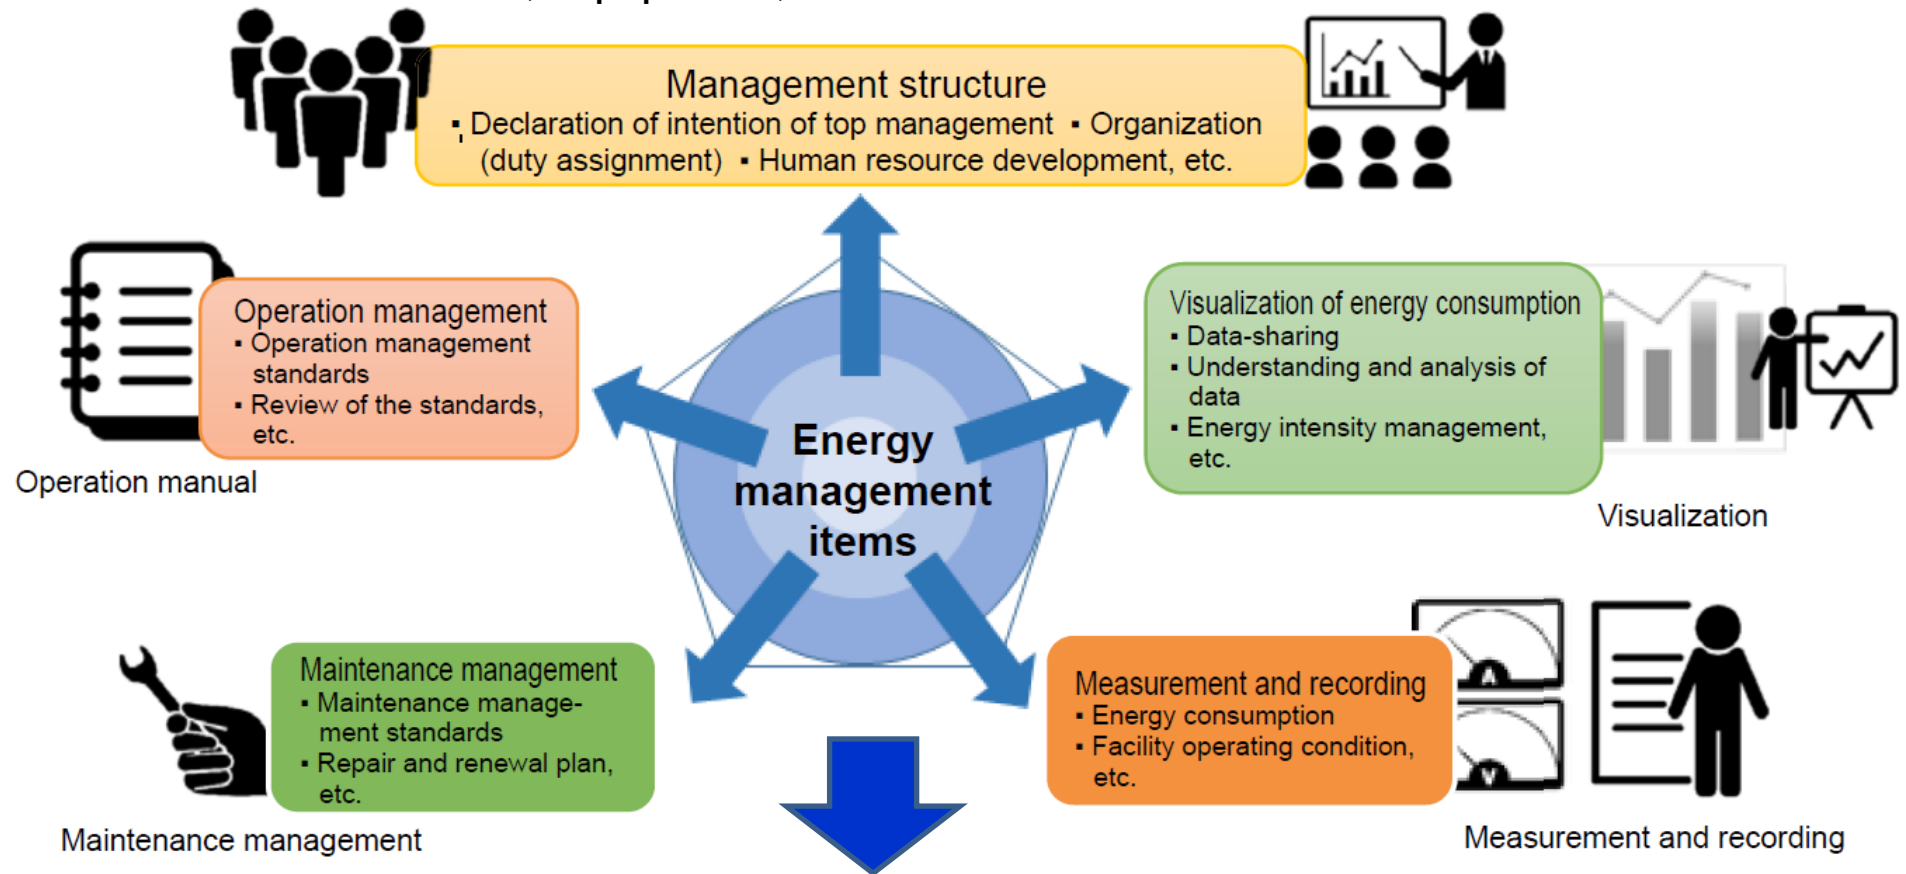 Management structure
▪ Declaration of intention of top management ▪ Organization
(duty assignment) ▪ Human resource development, etc.
Operation management
▪ Operation management
standards
▪ Review of the standards,
etc.
Operation manual
Visualization of energy consumption
▪ Data-sharing
▪ Understanding and analysis of
data
▪ Energy intensity management,
etc.
Visualization
Energy
management
items
Maintenance management
▪ Maintenance manage-
ment standards
▪ Repair and renewal plan,
etc.
Maintenance management
Measurement and recording
▪ Energy consumption
▪ Facility operating condition,
etc.
A
V
Measurement and recording